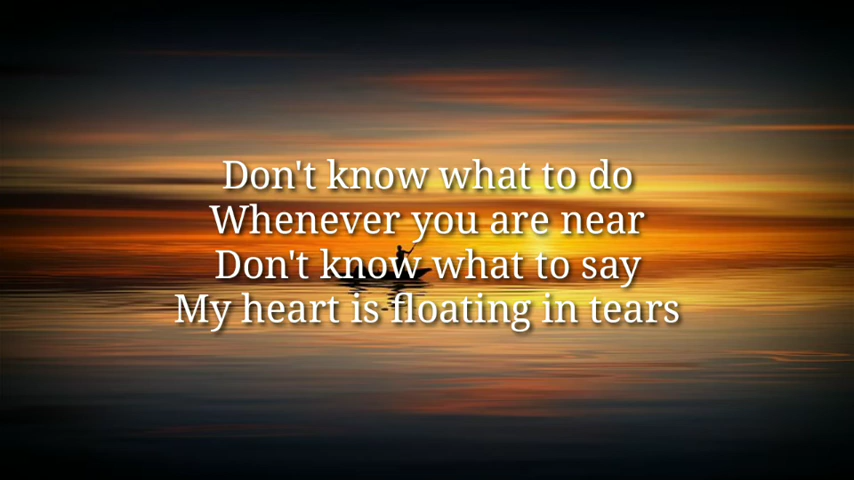 Don't know what to do
Whenever you are near
Don't know what to say
My heart is floating in tears